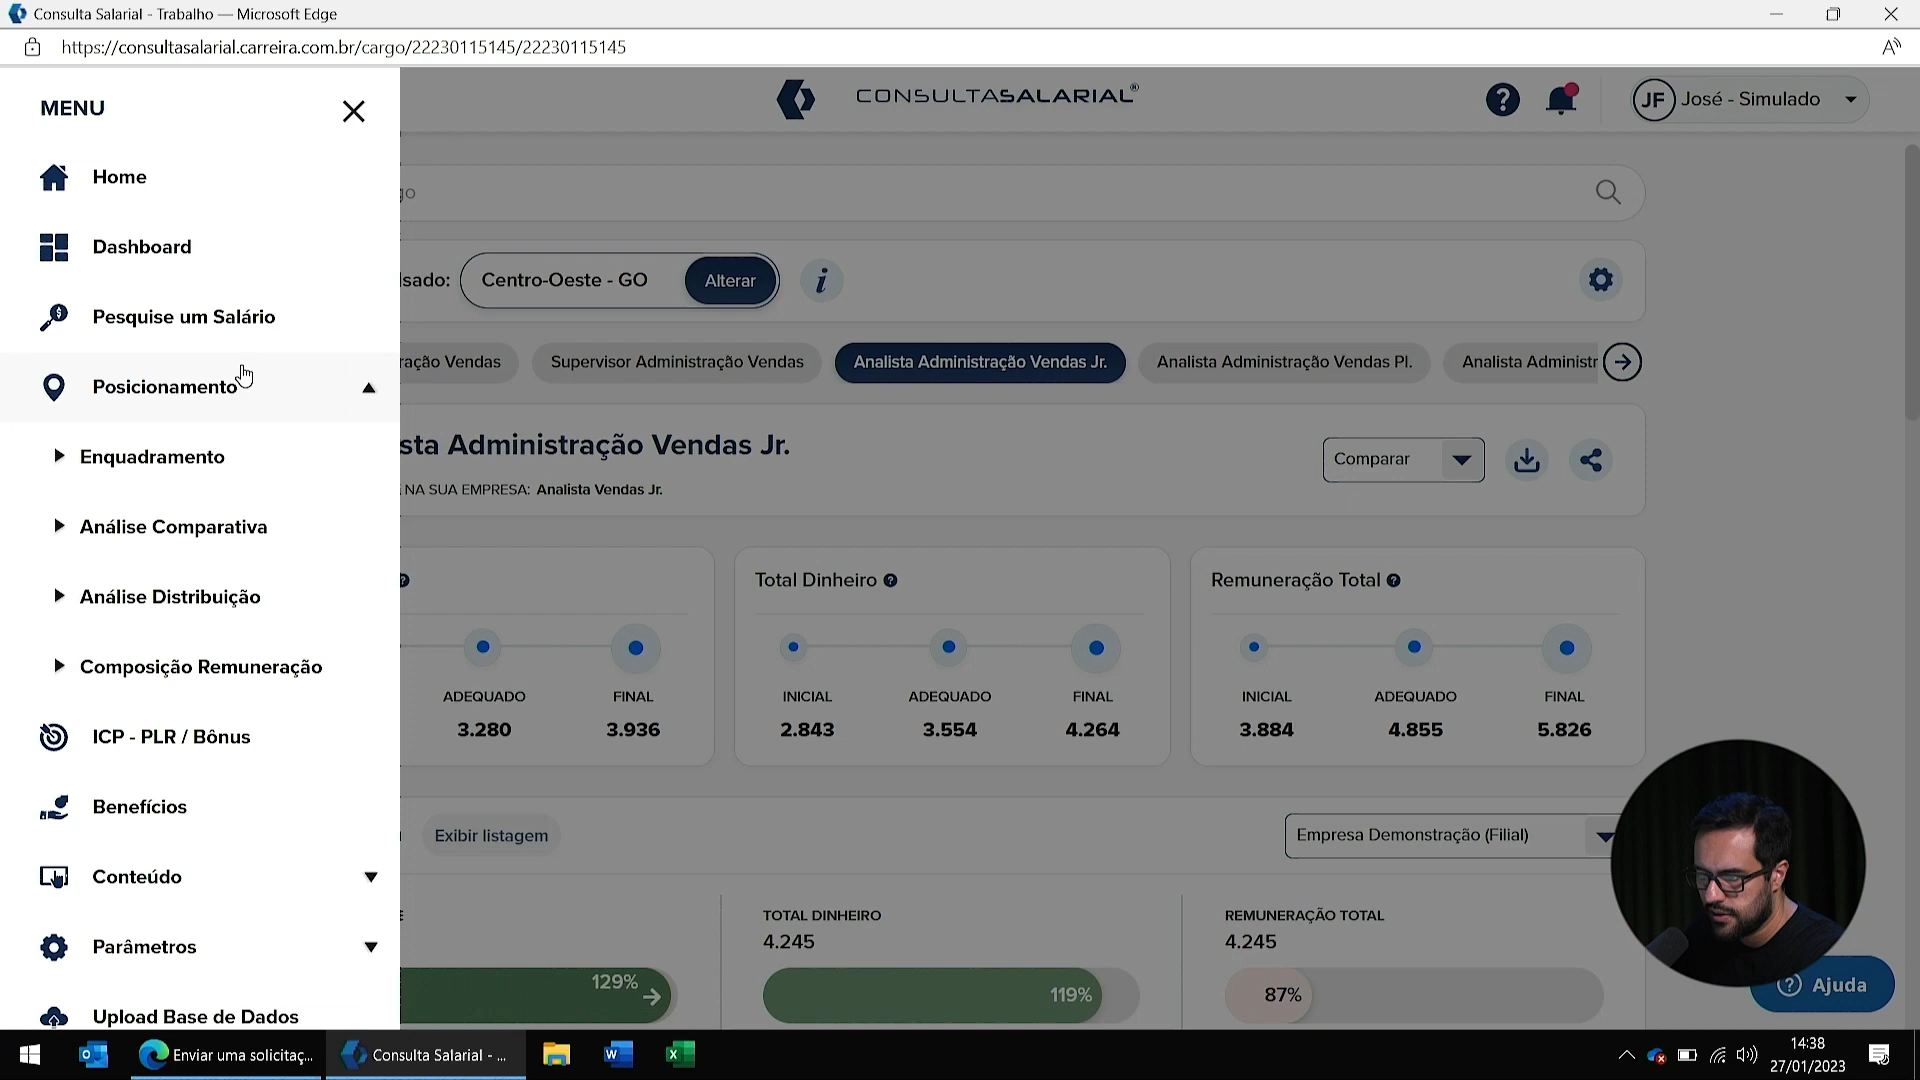 Consulta Salarial - Trabalho — Microsoft Edge
https://consultasalarial.carreira.com.br/cargo/22230115145/22230115145
MENU
CONSULTASALARIAL®
JF José - Simulado
Home
go
Dashboard
Centro-Oeste - GO
Alterar
Pesquise um Salário
Posicionamento
ração Vendas
Supervisor Administração Vendas
Analista Administração Vendas Jr.
Analista Administração Vendas Pl.
Analista Administr
sta Administração Vendas Jr.
Comparar
NA SUA EMPRESA: Analista Vendas Jr.
Enquadramento
Análise Comparativa
Análise Distribuição
Composição Remuneração
ICP - PLR / Bônus
Benefícios
Conteúdo
Parâmetros
Upload Base de Dados
ADEQUADO
FINAL
3.280
3.936
Total Dinheiro
INICIAL
ADEQUADO
FINAL
2.843
3.554
4.264
Remuneração Total
INICIAL
ADEQUADO
FINAL
3.884
4.855
5.826
Exibir listagem
Empresa Demonstração (Filial)
129%
TOTAL DINHEIRO
4.245
119%
REMUNERAÇÃO TOTAL
4.245
87%
Ajuda
Enviar uma solicitaç...
Consulta Salarial - ...
14:38
27/01/2023